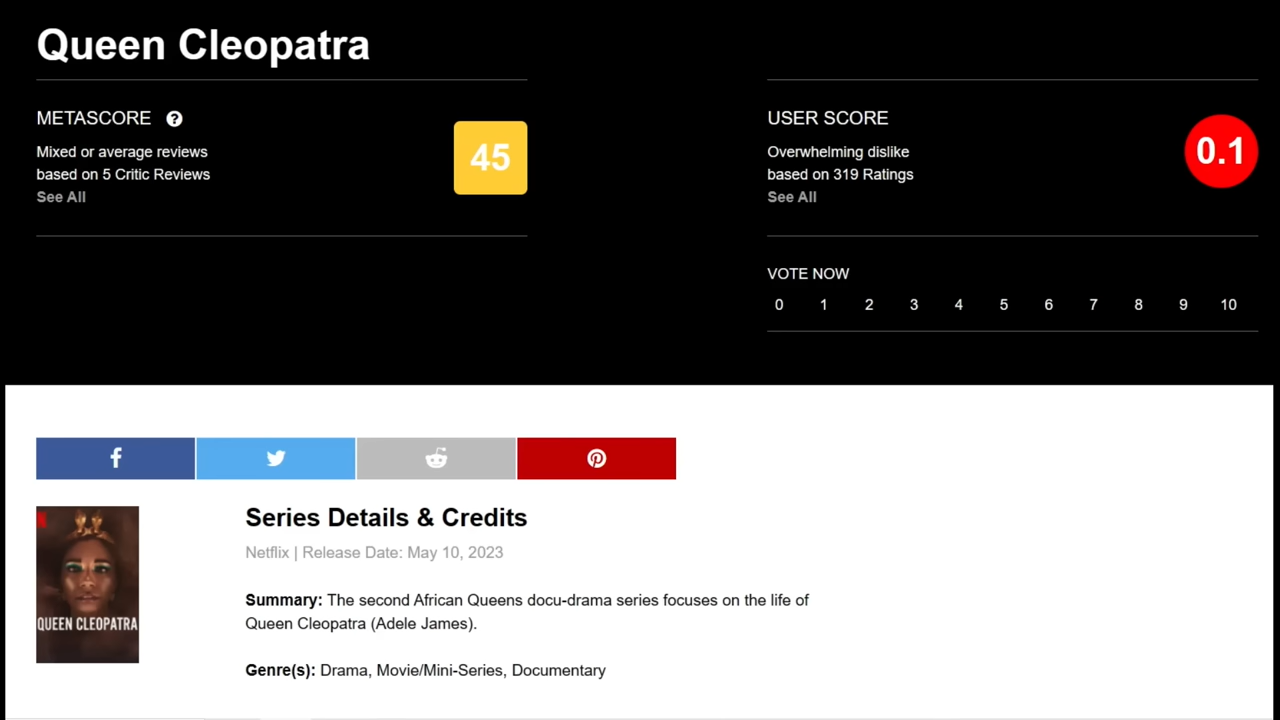 Queen Cleopatra
METASCORE ?
Mixed or average reviews
based on 5 Critic Reviews
See All
45
USER SCORE
Overwhelming dislike
based on 319 Ratings
See All
0.1
VOTE NOW
0 1 2 3 4 5 6 7 8 9 10
f
QUEEN CLEOPATRA
Series Details & Credits
Netflix | Release Date: May 10, 2023
Summary: The second African Queens docu-drama series focuses on the life of
Queen Cleopatra (Adele James).
Genre(s): Drama, Movie/Mini-Series, Documentary